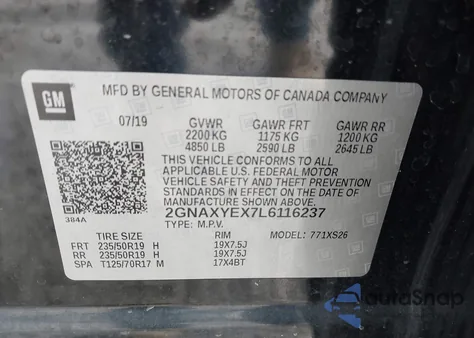 GM
MFD BY GENERAL MOTORS OF CANADA COMPANY
07/19 GVWR GAWR FRT GAWR RR
2200 KG 1175 KG 1200 KG
4850 LB 2590 LB 2645 LB
THIS VEHICLE CONFORMS TO ALL
APPLICABLE U.S. FEDERAL MOTOR
VEHICLE SAFETY AND THEFT PREVENTION
STANDARDS IN EFFECT ON THE DATE OF
MANUFACTURE SHOWN ABOVE.
384A
2GNAXYEX7L6116237
TYPE: M.P.V. MODEL: 771XS26
TIRE SIZE RIM
FRT 235/50R19 H 19X7.5J
RR 235/50R19 H 19X7.5J
SPA T125/70R17 M 17X4BT
AuraSnap